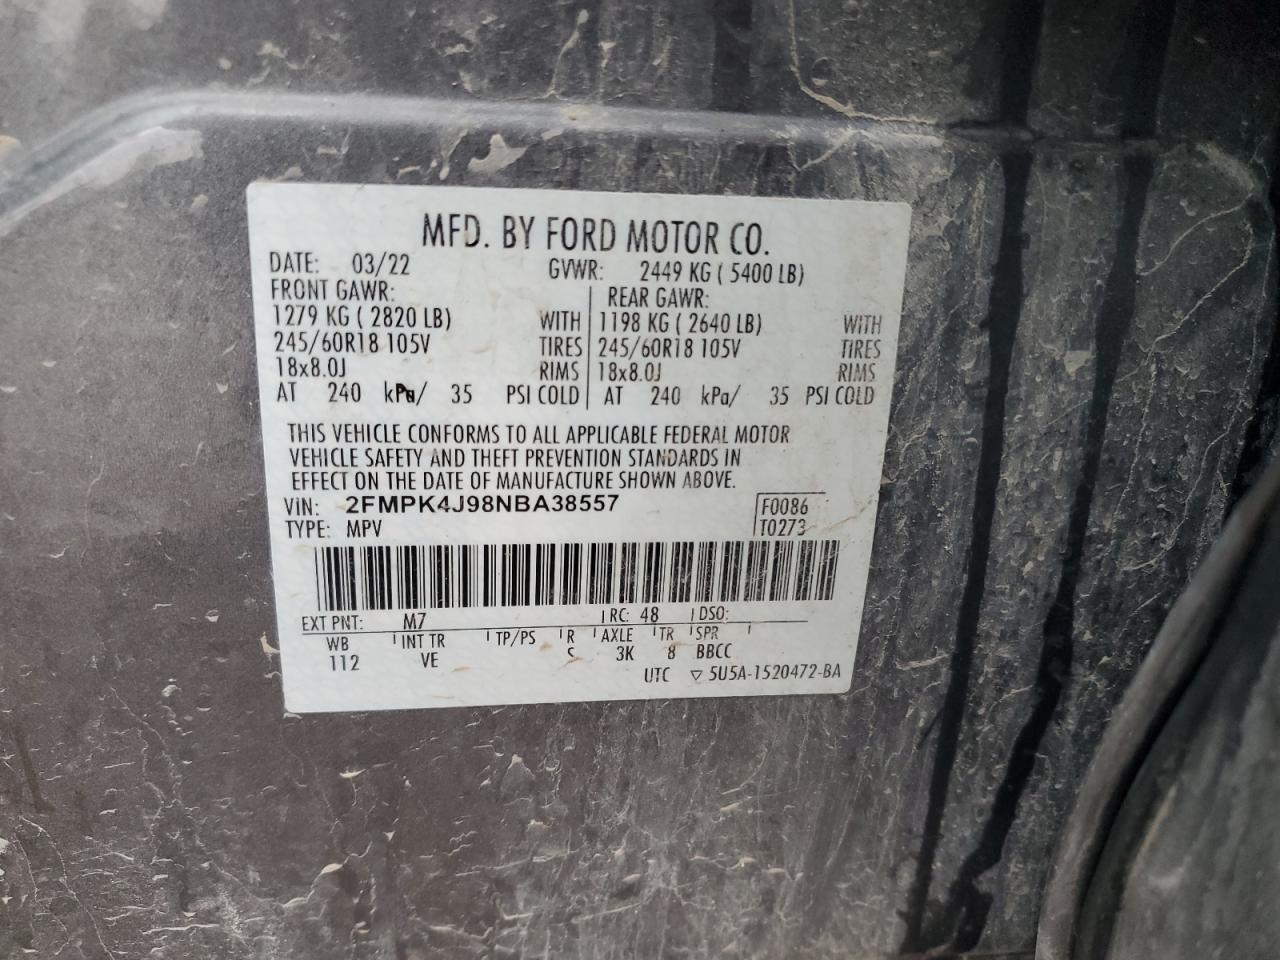 MFD. BY FORD MOTOR CO.
DATE: 03/22 GVWR: 2449 KG ( 5400 LB)
FRONT GAWR: REAR GAWR:
1279 KG ( 2820 LB) WITH 1198 KG ( 2640 LB) WITH
245/60R18 105V TIRES 245/60R18 105V TIRES
18x8.0J RIMS 18x8.0J RIMS
AT 240 kPa/ 35 PSI COLD AT 240 kPa/ 35 PSI COLD
THIS VEHICLE CONFORMS TO ALL APPLICABLE FEDERAL MOTOR
VEHICLE SAFETY AND THEFT PREVENTION STANDARDS IN
EFFECT ON THE DATE OF MANUFACTURE SHOWN ABOVE.
VIN: 2FMPK4J98NBA38557 F0086
TYPE: MPV T0273
EXT PNT: M7 RC: 48 DSO:
WB INT TR TP/PS R AXLE TR SPR
112 VE S 3K 8 BBCC
UTC ▽ 5U5A-1520472-BA